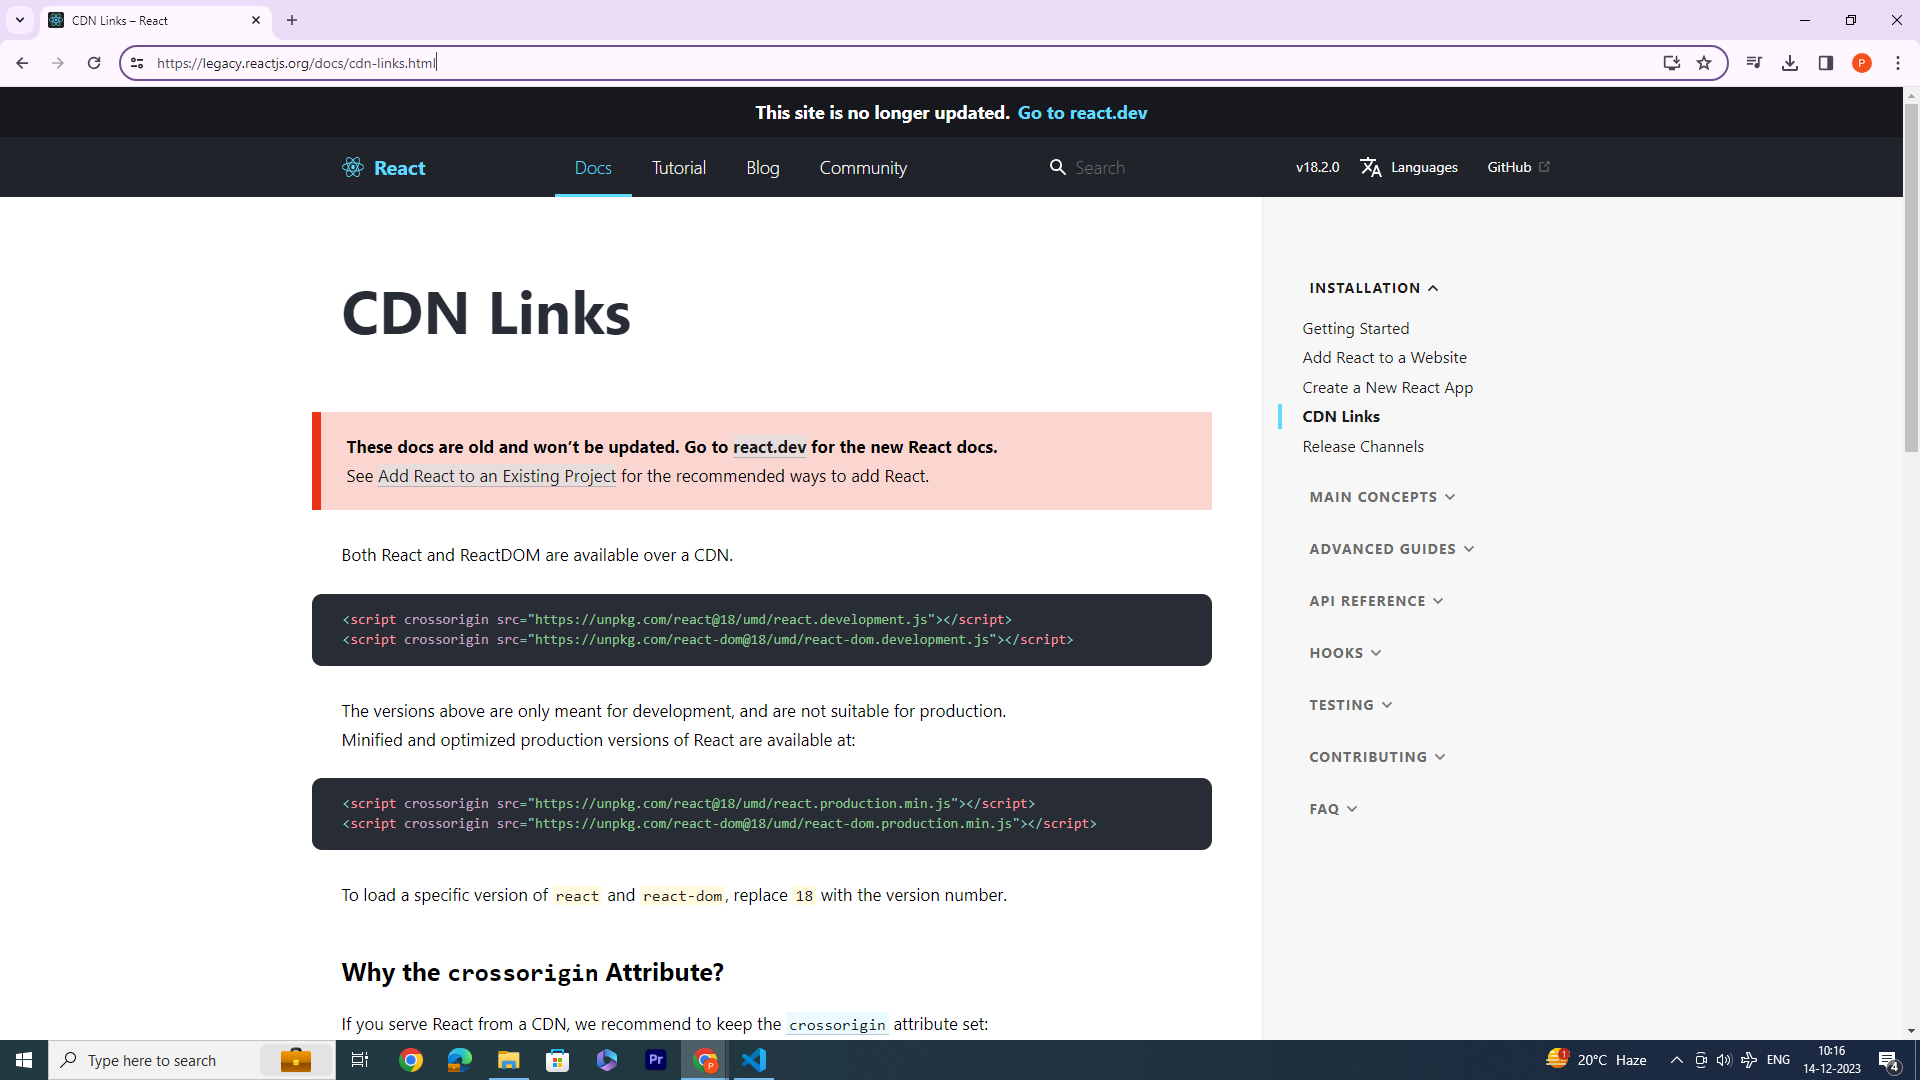 CDN Links – React
https://legacy.reactjs.org/docs/cdn-links.html
P
This site is no longer updated. Go to react.dev
React
Docs
Tutorial
Blog
Community
Search
v18.2.0
Languages
GitHub
CDN Links
These docs are old and won’t be updated. Go to react.dev for the new React docs.
See Add React to an Existing Project for the recommended ways to add React.
Both React and ReactDOM are available over a CDN.
<script crossorigin src="https://unpkg.com/react@18/umd/react.development.js"></script>
<script crossorigin src="https://unpkg.com/react-dom@18/umd/react-dom.development.js"></script>
The versions above are only meant for development, and are not suitable for production.
Minified and optimized production versions of React are available at:
<script crossorigin src="https://unpkg.com/react@18/umd/react.production.min.js"></script>
<script crossorigin src="https://unpkg.com/react-dom@18/umd/react-dom.production.min.js"></script>
To load a specific version of react and react-dom, replace 18 with the version number.
Why the crossorigin Attribute?
If you serve React from a CDN, we recommend to keep the crossorigin attribute set:
INSTALLATION
Getting Started
Add React to a Website
Create a New React App
CDN Links
Release Channels
MAIN CONCEPTS
ADVANCED GUIDES
API REFERENCE
HOOKS
TESTING
CONTRIBUTING
FAQ
Type here to search
Pr
P
1
20°C Haze
ENG
10:16
14-12-2023
4